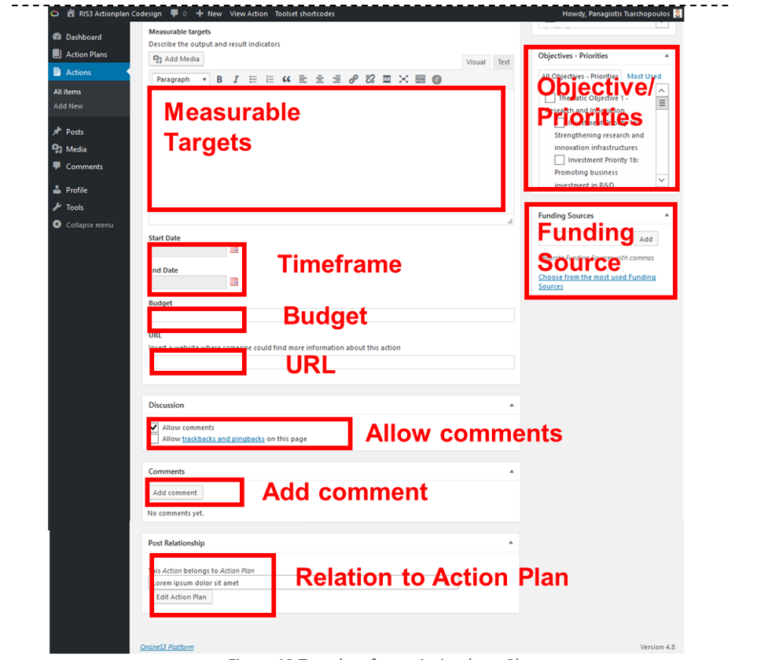 RIS3 Actionplan Codesign 0 + New View Action Toolset shortcodes Howdy, Panagiotis Tsarchopoulos
Dashboard
Action Plans
Actions
All items
Add New
Posts
Media
Comments
Profile
Tools
Collapse menu
Measurable targets
Describe the output and result indicators
Add Media
Visual Text
Paragraph
Measurable
Targets
Start Date
End Date
Timeframe
Budget
Budget
URL
Insert a website where someone could find more information about this action
URL
Discussion
Allow comments
Allow trackbacks and pingbacks on this page
Allow comments
Comments
Add comment
Add comment
No comments yet.
Post Relationship
This Action belongs to Action Plan
Lorem ipsum dolor sit amet
Edit Action Plan
Relation to Action Plan
OnlineS3 Platform
Version 4.8
Objectives - Priorities
All Objectives - Priorities Most Used
Objective/
Priorities
Thematic Objective 1 -
Research and Innovation
Strengthening research and
innovation infrastructures
Investment Priority 1b:
Promoting business
investment in R&D
Funding Sources
Add
Funding
Source
Separate Funding Sources with commas
Choose from the most used Funding
Sources